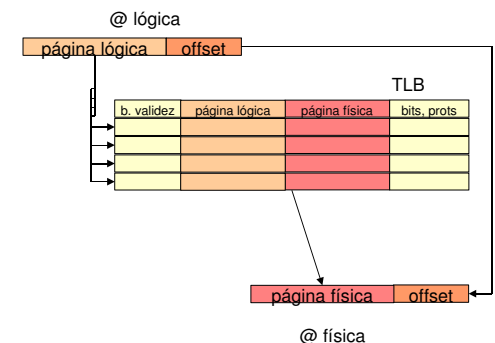 @ lógica
página lógica offset
TLB
b. validez página lógica página física bits, prots
página física offset
@ física